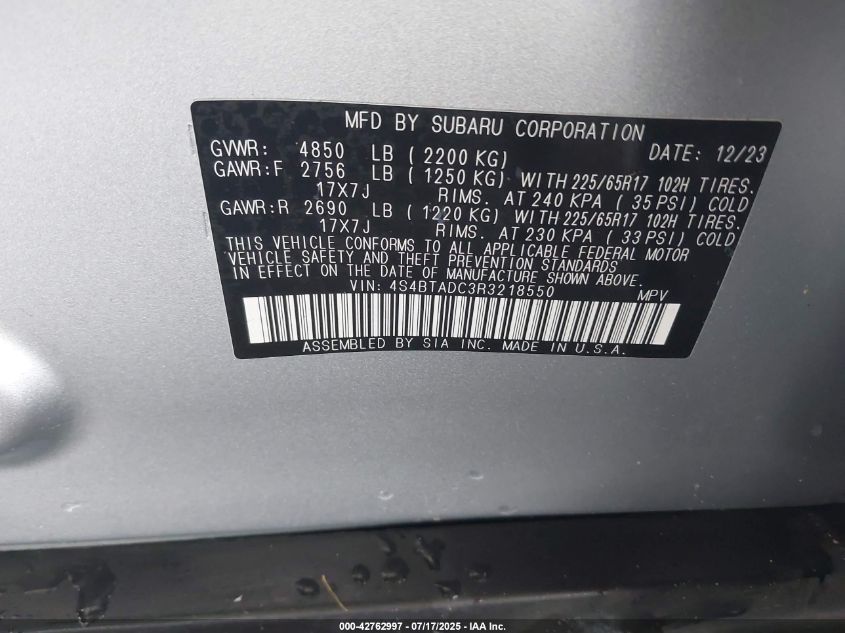 MFD BY SUBARU CORPORATION
GVWR: 4850 LB ( 2200 KG) DATE: 12/23
GAWR:F 2756 LB ( 1250 KG) WITH 225/65R17 102H TIRES.
17X7J RIMS. AT 240 KPA ( 35 PSI) COLD
GAWR:R 2690 LB ( 1220 KG) WITH 225/65R17 102H TIRES.
17X7J RIMS. AT 230 KPA ( 33 PSI) COLD
THIS VEHICLE CONFORMS TO ALL APPLICABLE FEDERAL MOTOR
VEHICLE SAFETY AND THEFT PREVENTION STANDARDS
IN EFFECT ON THE DATE OF MANUFACTURE SHOWN ABOVE.
VIN: 4S4BTADC3R3218550 MPV
ASSEMBLED BY SIA INC. MADE IN U.S.A.
000-42762997 - 07/17/2025 - IAA Inc.